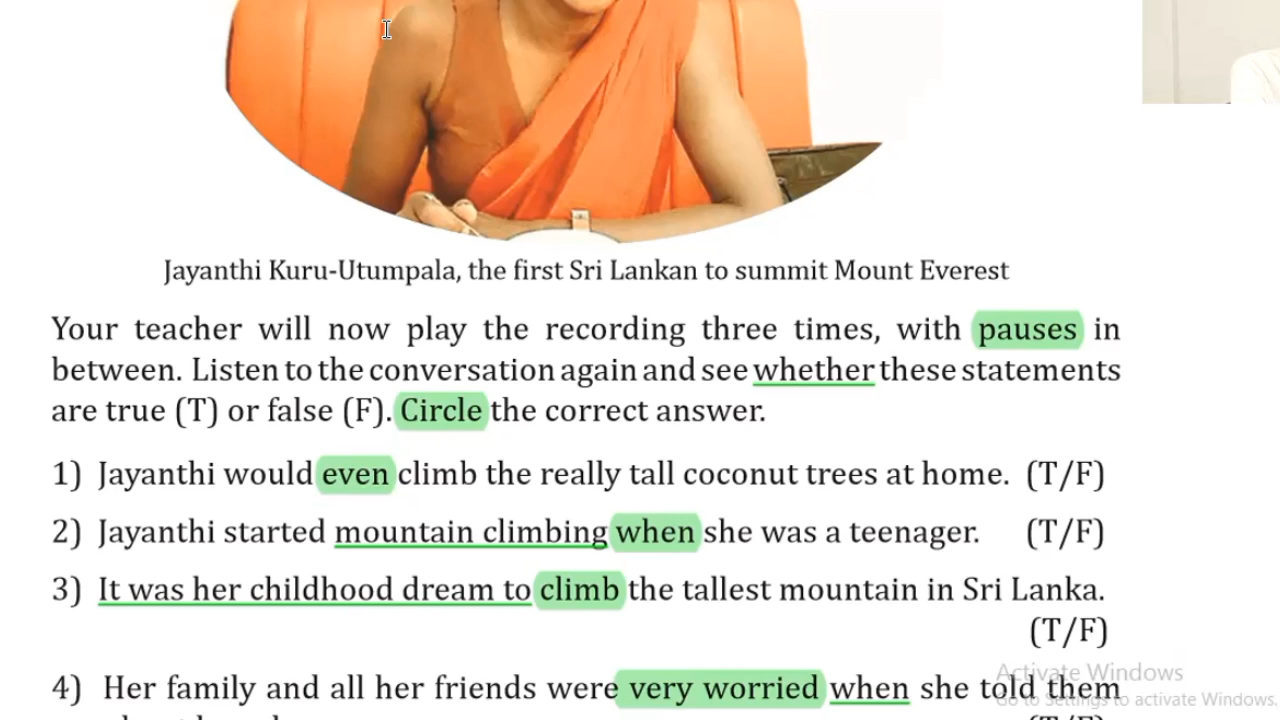 Jayanthi Kuru-Utumpala, the first Sri Lankan to summit Mount Everest
Your teacher will now play the recording three times, with pauses in
between. Listen to the conversation again and see whether these statements
are true (T) or false (F). Circle the correct answer.
1) Jayanthi would even climb the really tall coconut trees at home. (T/F)
2) Jayanthi started mountain climbing when she was a teenager. (T/F)
3) It was her childhood dream to climb the tallest mountain in Sri Lanka.
(T/F)
Activate Windows
4) Her family and all her friends were very worried when she told them
Go to Settings to activate Windows.